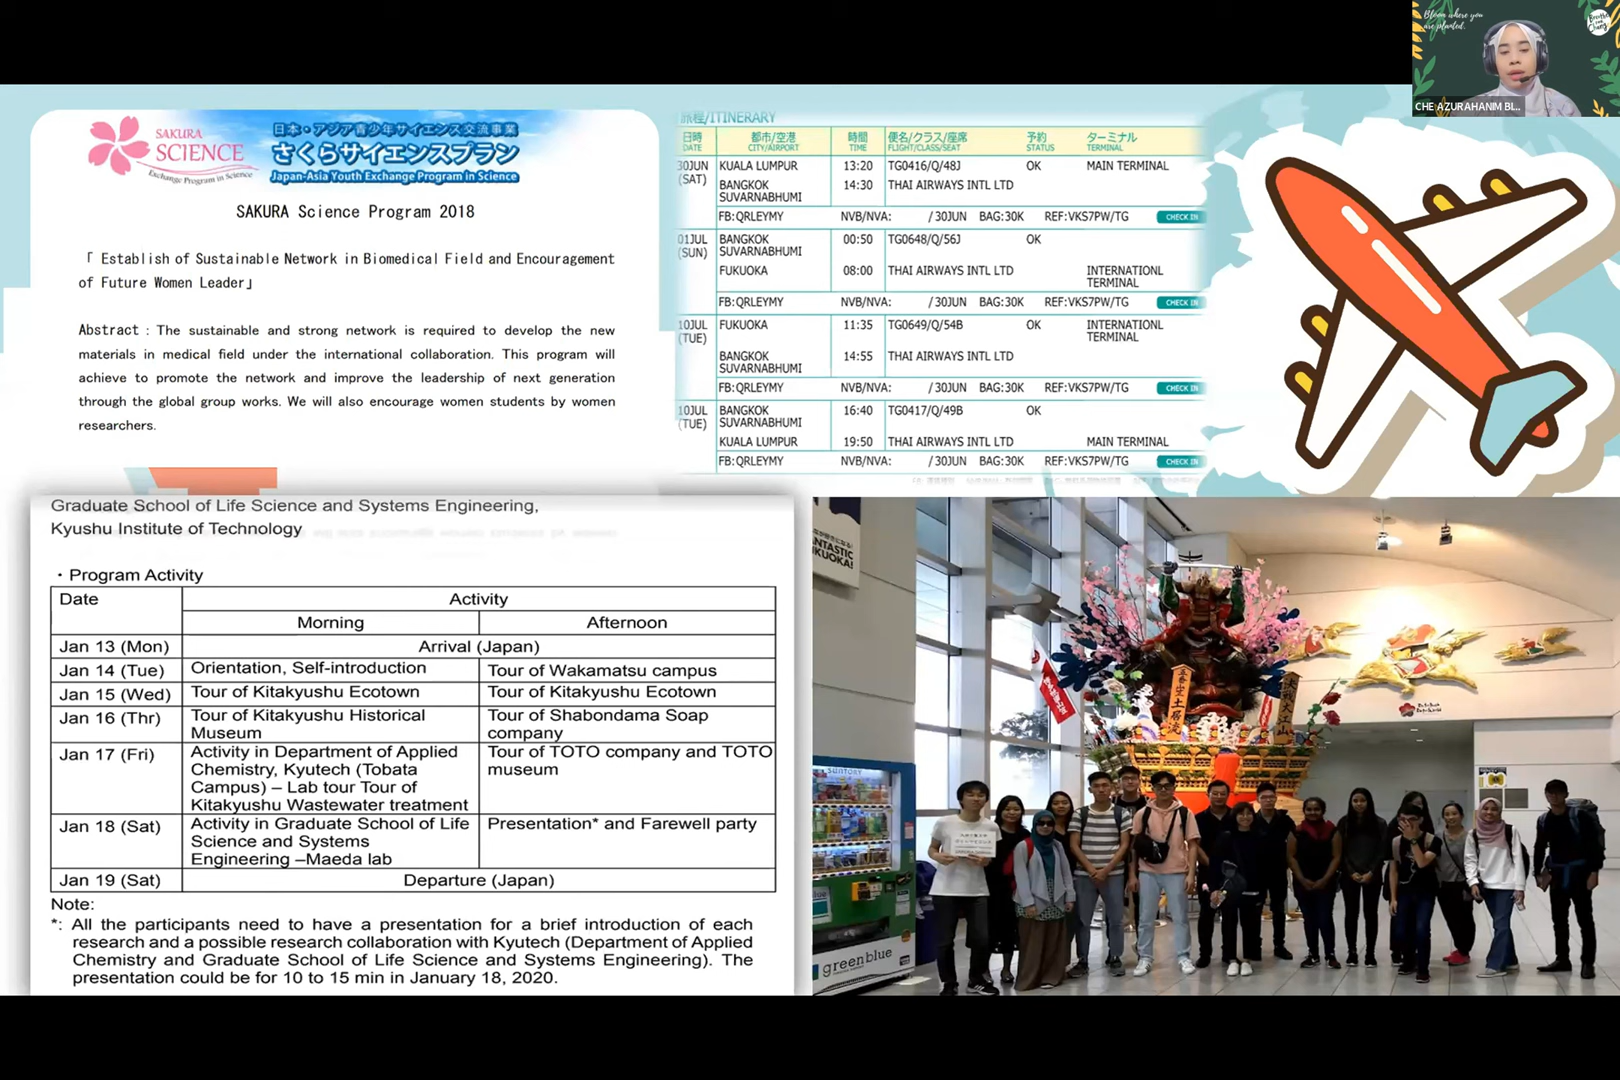 Bloom where you
are planted.
CHE AZURAHANIM BI...
SAKURA
SCIENCE
Exchange Program in Science
日本・アジア青少年サイエンス交流事業
さくらサイエンスプラン
Japan-Asia Youth Exchange Program in Science
SAKURA Science Program 2018
「 Establish of Sustainable Network in Biomedical Field and Encouragement
of Future Women Leader」
Abstract : The sustainable and strong network is required to develop the new
materials in medical field under the international collaboration. This program will
achieve to promote the network and improve the leadership of next generation
through the global group works. We will also encourage women students by women
researchers.
旅程/ITINERARY
日時 都市/空港 時間 便名/クラス/座席 予約 ターミナル
DATE CITY/AIRPORT TIME FLIGHT/CLASS/SEAT STATUS TERMINAL
30JUN KUALA LUMPUR 13:20 TG0416/Q/48J OK MAIN TERMINAL
(SAT) BANGKOK 14:30 THAI AIRWAYS INTL LTD
SUVARNABHUMI
FB:QRLEYMY NVB/NVA: /30JUN BAG:30K REF:VKS7PW/TG CHECK IN
01JUL BANGKOK 00:50 TG0648/Q/56J OK
(SUN) SUVARNABHUMI
FUKUOKA 08:00 THAI AIRWAYS INTL LTD INTERNATIONL
TERMINAL
FB:QRLEYMY NVB/NVA: /30JUN BAG:30K REF:VKS7PW/TG CHECK IN
10JUL FUKUOKA 11:35 TG0649/Q/54B OK INTERNATIONL
(TUE) TERMINAL
BANGKOK 14:55 THAI AIRWAYS INTL LTD
SUVARNABHUMI
FB:QRLEYMY NVB/NVA: /30JUN BAG:30K REF:VKS7PW/TG CHECK IN
10JUL BANGKOK 16:40 TG0417/Q/49B OK
(TUE) SUVARNABHUMI
KUALA LUMPUR 19:50 THAI AIRWAYS INTL LTD MAIN TERMINAL
FB:QRLEYMY NVB/NVA: /30JUN BAG:30K REF:VKS7PW/TG CHECK IN
Graduate School of Life Science and Systems Engineering,
Kyushu Institute of Technology
・Program Activity
Date Activity
Morning Afternoon
Jan 13 (Mon) Arrival (Japan)
Jan 14 (Tue) Orientation, Self-introduction Tour of Wakamatsu campus
Jan 15 (Wed) Tour of Kitakyushu Ecotown Tour of Kitakyushu Ecotown
Jan 16 (Thr) Tour of Kitakyushu Historical Tour of Shabondama Soap
Museum company
Jan 17 (Fri) Activity in Department of Applied Tour of TOTO company and TOTO
Chemistry, Kyutech (Tobata museum
Campus) – Lab tour Tour of
Kitakyushu Wastewater treatment
Jan 18 (Sat) Activity in Graduate School of Life Presentation* and Farewell party
Science and Systems
Engineering –Maeda lab
Jan 19 (Sat) Departure (Japan)
Note:
*: All the participants need to have a presentation for a brief introduction of each
research and a possible research collaboration with Kyutech (Department of Applied
Chemistry and Graduate School of Life Science and Systems Engineering). The
presentation could be for 10 to 15 min in January 18, 2020.
NTASTIC
UKUOKA!
SUNTORY
greenblue